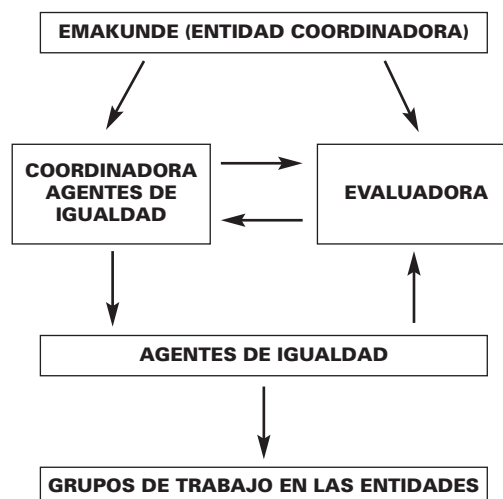 EMAKUNDE (ENTIDAD COORDINADORA)
COORDINADORA
AGENTES DE
IGUALDAD
EVALUADORA
AGENTES DE IGUALDAD
GRUPOS DE TRABAJO EN LAS ENTIDADES